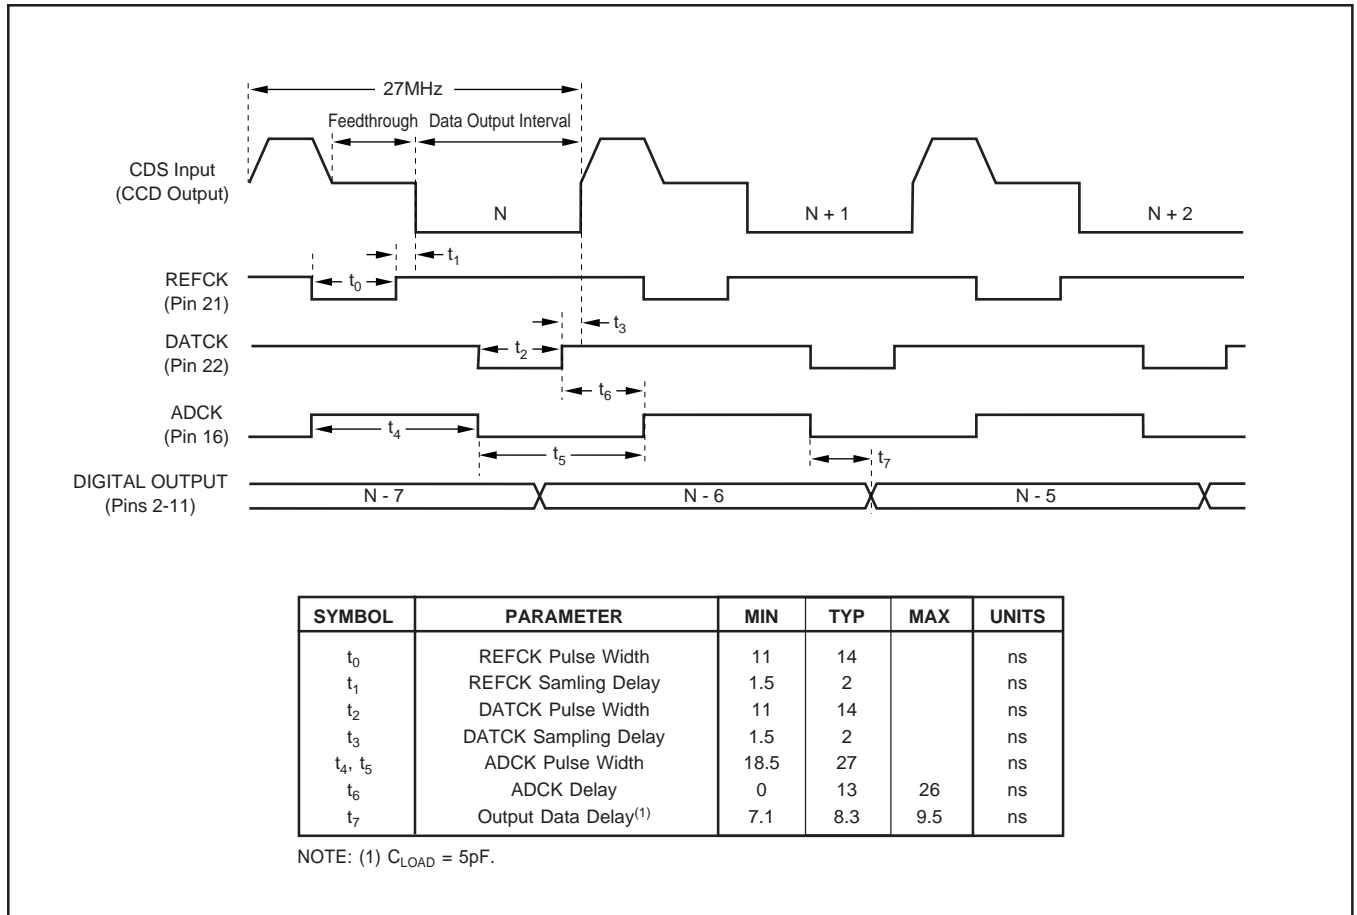 27MHz
Feedthrough Data Output Interval
CDS Input
(CCD Output)
N
N + 1
N + 2
t1
REFCK
(Pin 21)
t0
t3
DATCK
(Pin 22)
t2
t6
ADCK
(Pin 16)
t4
t5
t7
DIGITAL OUTPUT
(Pins 2-11)
N - 7
N - 6
N - 5
SYMBOL PARAMETER MIN TYP MAX UNITS
t0 REFCK Pulse Width 11 14 ns
t1 REFCK Samling Delay 1.5 2 ns
t2 DATCK Pulse Width 11 14 ns
t3 DATCK Sampling Delay 1.5 2 ns
t4, t5 ADCK Pulse Width 18.5 27 ns
t6 ADCK Delay 0 13 26 ns
t7 Output Data Delay(1) 7.1 8.3 9.5 ns
NOTE: (1) CLOAD = 5pF.